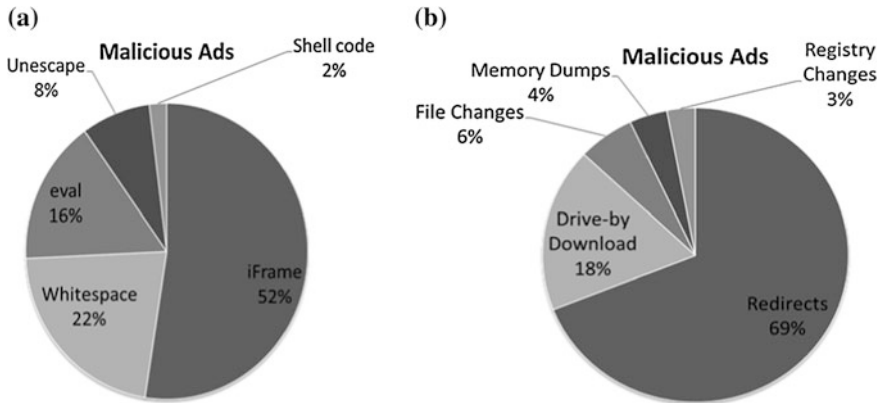 (a)
Malicious Ads
Shell code
2%
Unescape
8%
eval
16%
Whitespace
22%
iFrame
52%
(b)
Malicious Ads
Registry
Changes
3%
Memory Dumps
4%
File Changes
6%
Drive-by
Download
18%
Redirects
69%